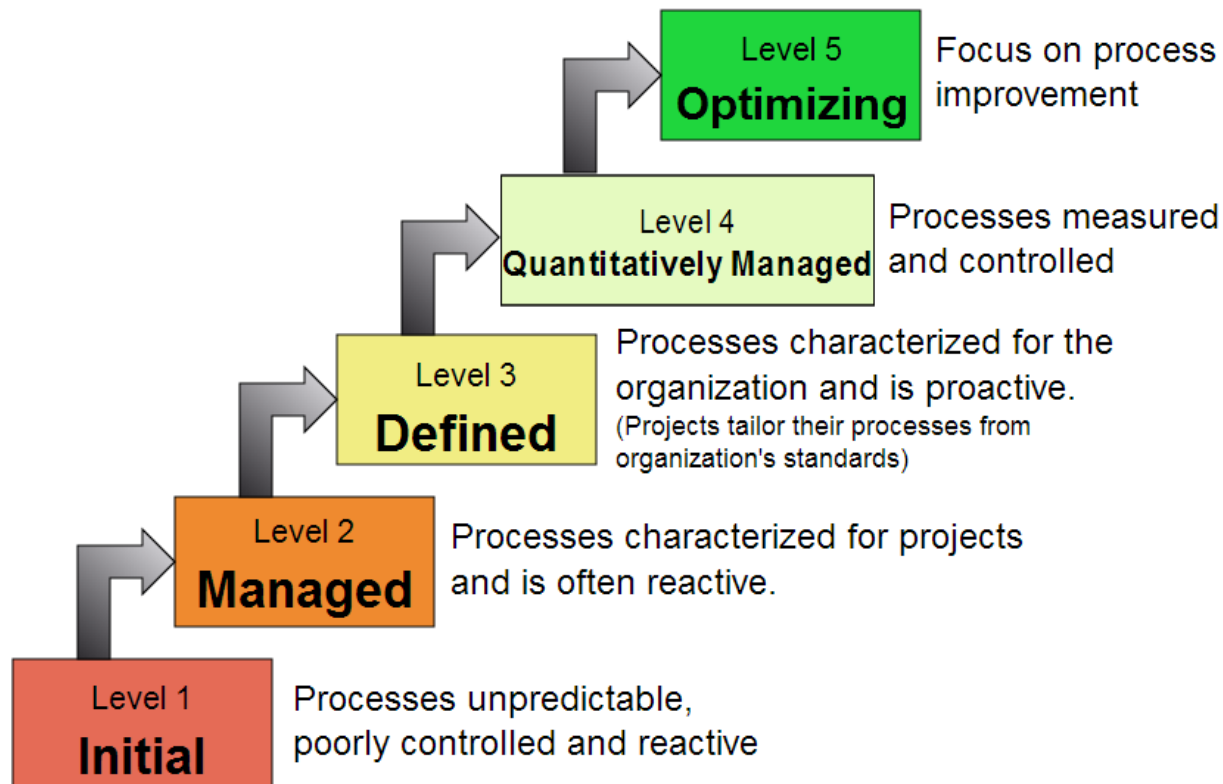 Level 5
Optimizing
Focus on process
improvement
Level 4
Quantitatively Managed
Processes measured
and controlled
Level 3
Defined
Processes characterized for the
organization and is proactive.
(Projects tailor their processes from
organization's standards)
Level 2
Managed
Processes characterized for projects
and is often reactive.
Level 1
Initial
Processes unpredictable,
poorly controlled and reactive